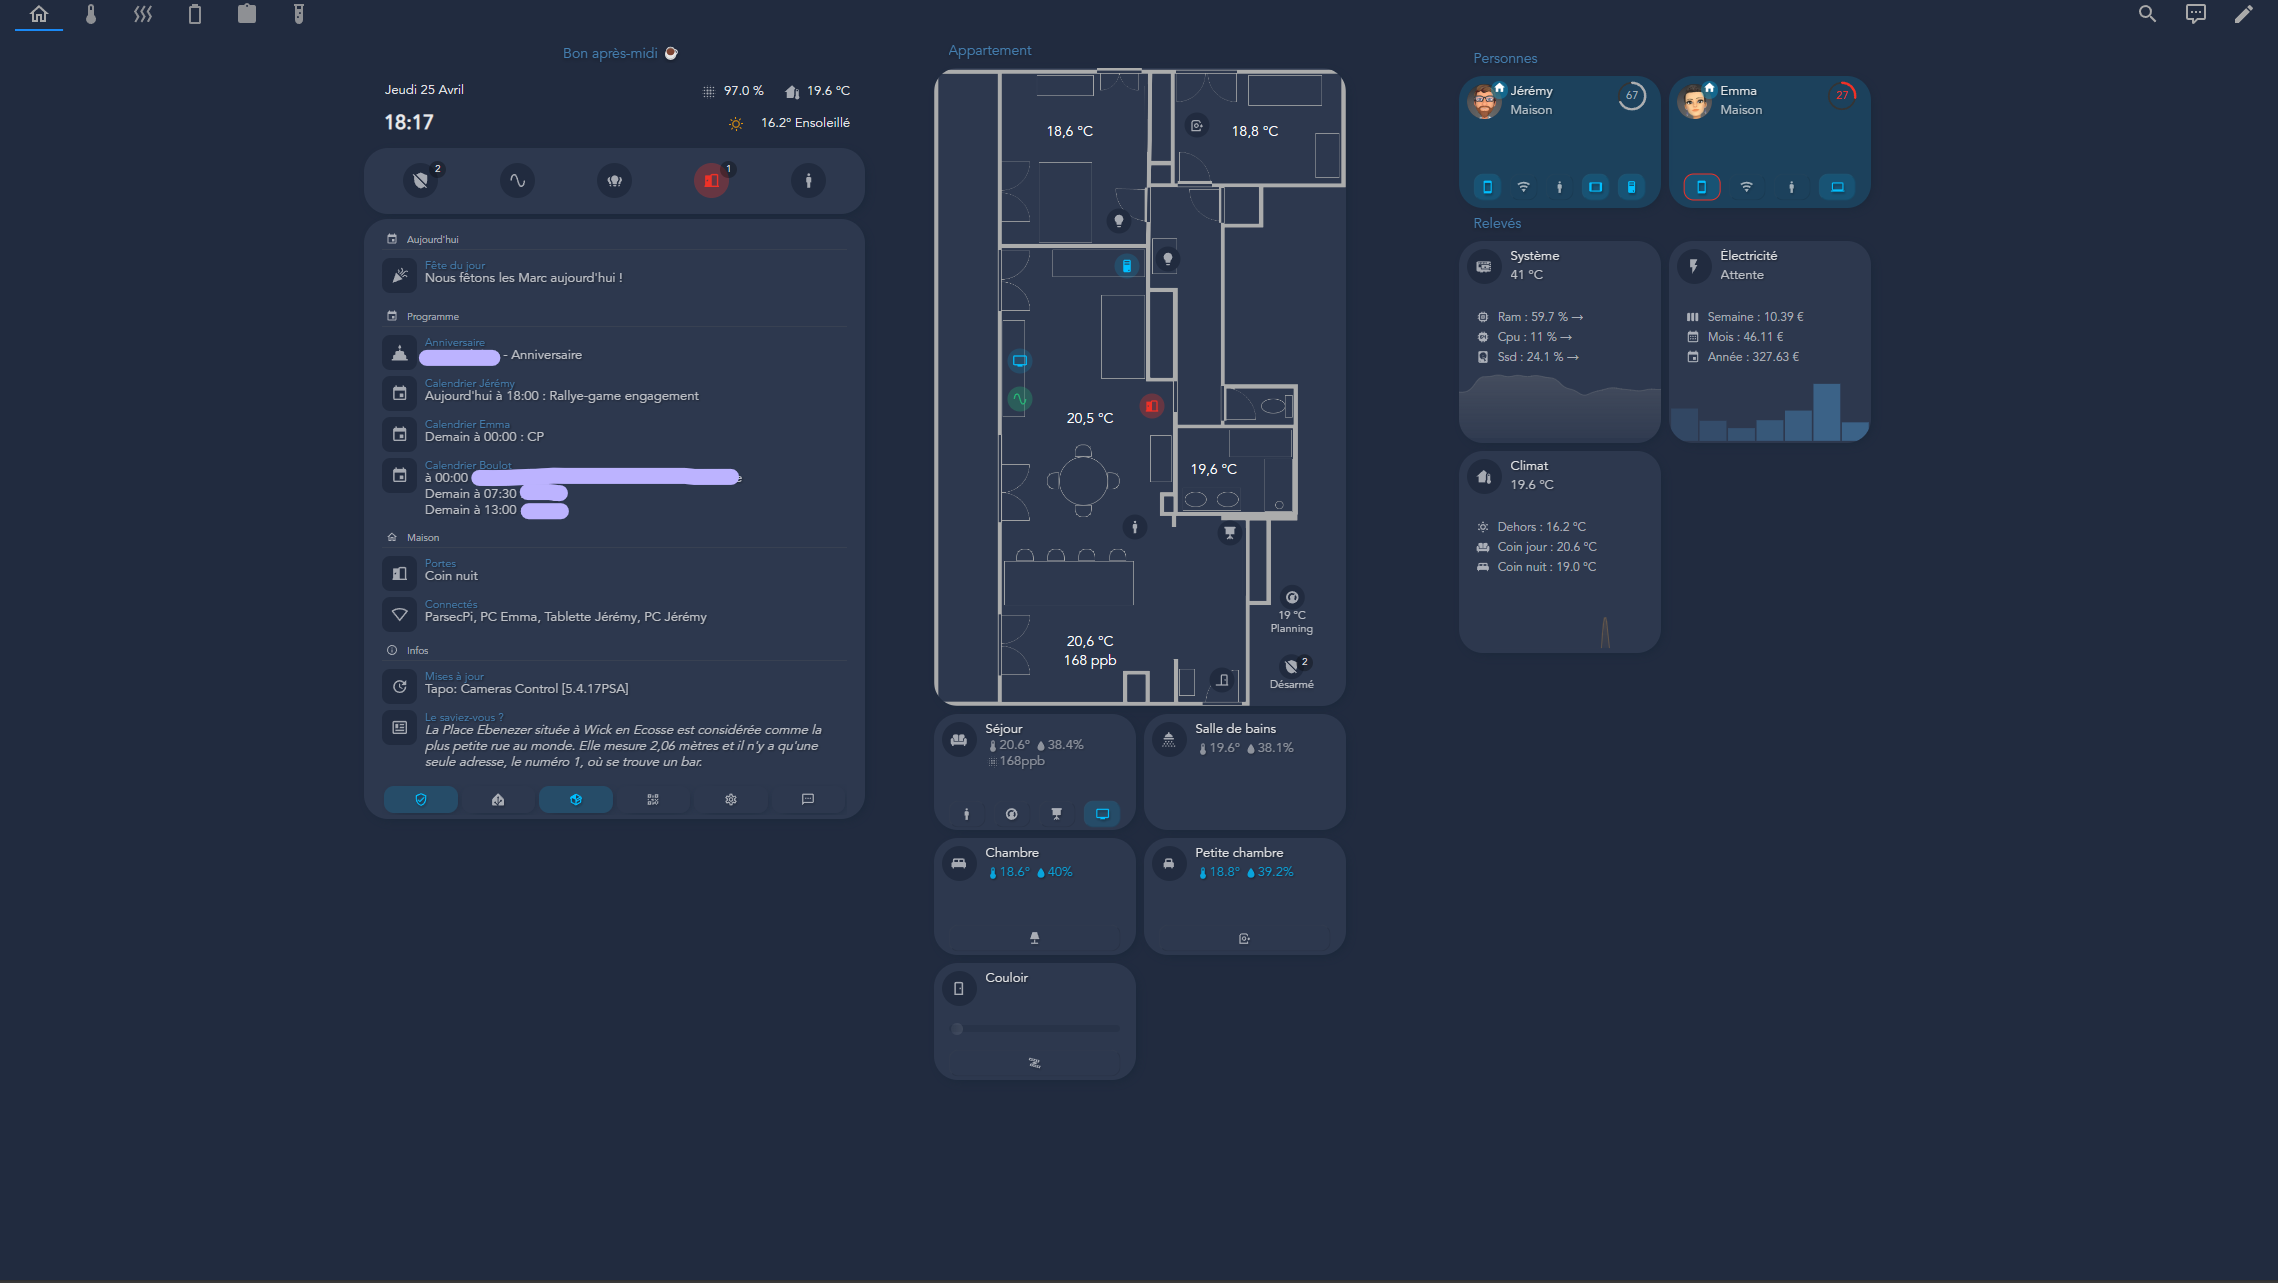 Bon après-midi
Jeudi 25 Avril
97.0 %
19.6 °C
18:17
16.2° Ensoleillé
2
1
Aujourd'hui
Fête du jour
Nous fêtons les Marc aujourd'hui !
Programme
Anniversaire
- Anniversaire
Calendrier Jérémy
Aujourd'hui à 18:00 : Rallye-game engagement
Calendrier Emma
Demain à 00:00 : CP
Calendrier Boulot
à 00:00
Demain à 07:30
Demain à 13:00
Maison
Portes
Coin nuit
Connectés
ParsecPi, PC Emma, Tablette Jérémy, PC Jérémy
Infos
Mises à jour
Tapo: Cameras Control [5.4.17PSA]
Le saviez-vous ?
La Place Ebenezer située à Wick en Ecosse est considérée comme la
plus petite rue au monde. Elle mesure 2,06 mètres et il n'y a qu'une
seule adresse, le numéro 1, où se trouve un bar.
Appartement
18,6 °C
18,8 °C
20,5 °C
19,6 °C
20,6 °C
168 ppb
19 °C
Planning
2
Désarmé
Séjour
20.6° 38.4%
168ppb
Salle de bains
19.6° 38.1%
Chambre
18.6° 40%
Petite chambre
18.8° 39.2%
Couloir
Personnes
Jérémy
Maison
67
Emma
Maison
27
Relevés
Système
41 °C
Ram : 59.7 % →
Cpu : 11 % →
Ssd : 24.1 % →
Électricité
Attente
Semaine : 10.39 €
Mois : 46.11 €
Année : 327.63 €
Climat
19.6 °C
Dehors : 16.2 °C
Coin jour : 20.6 °C
Coin nuit : 19.0 °C